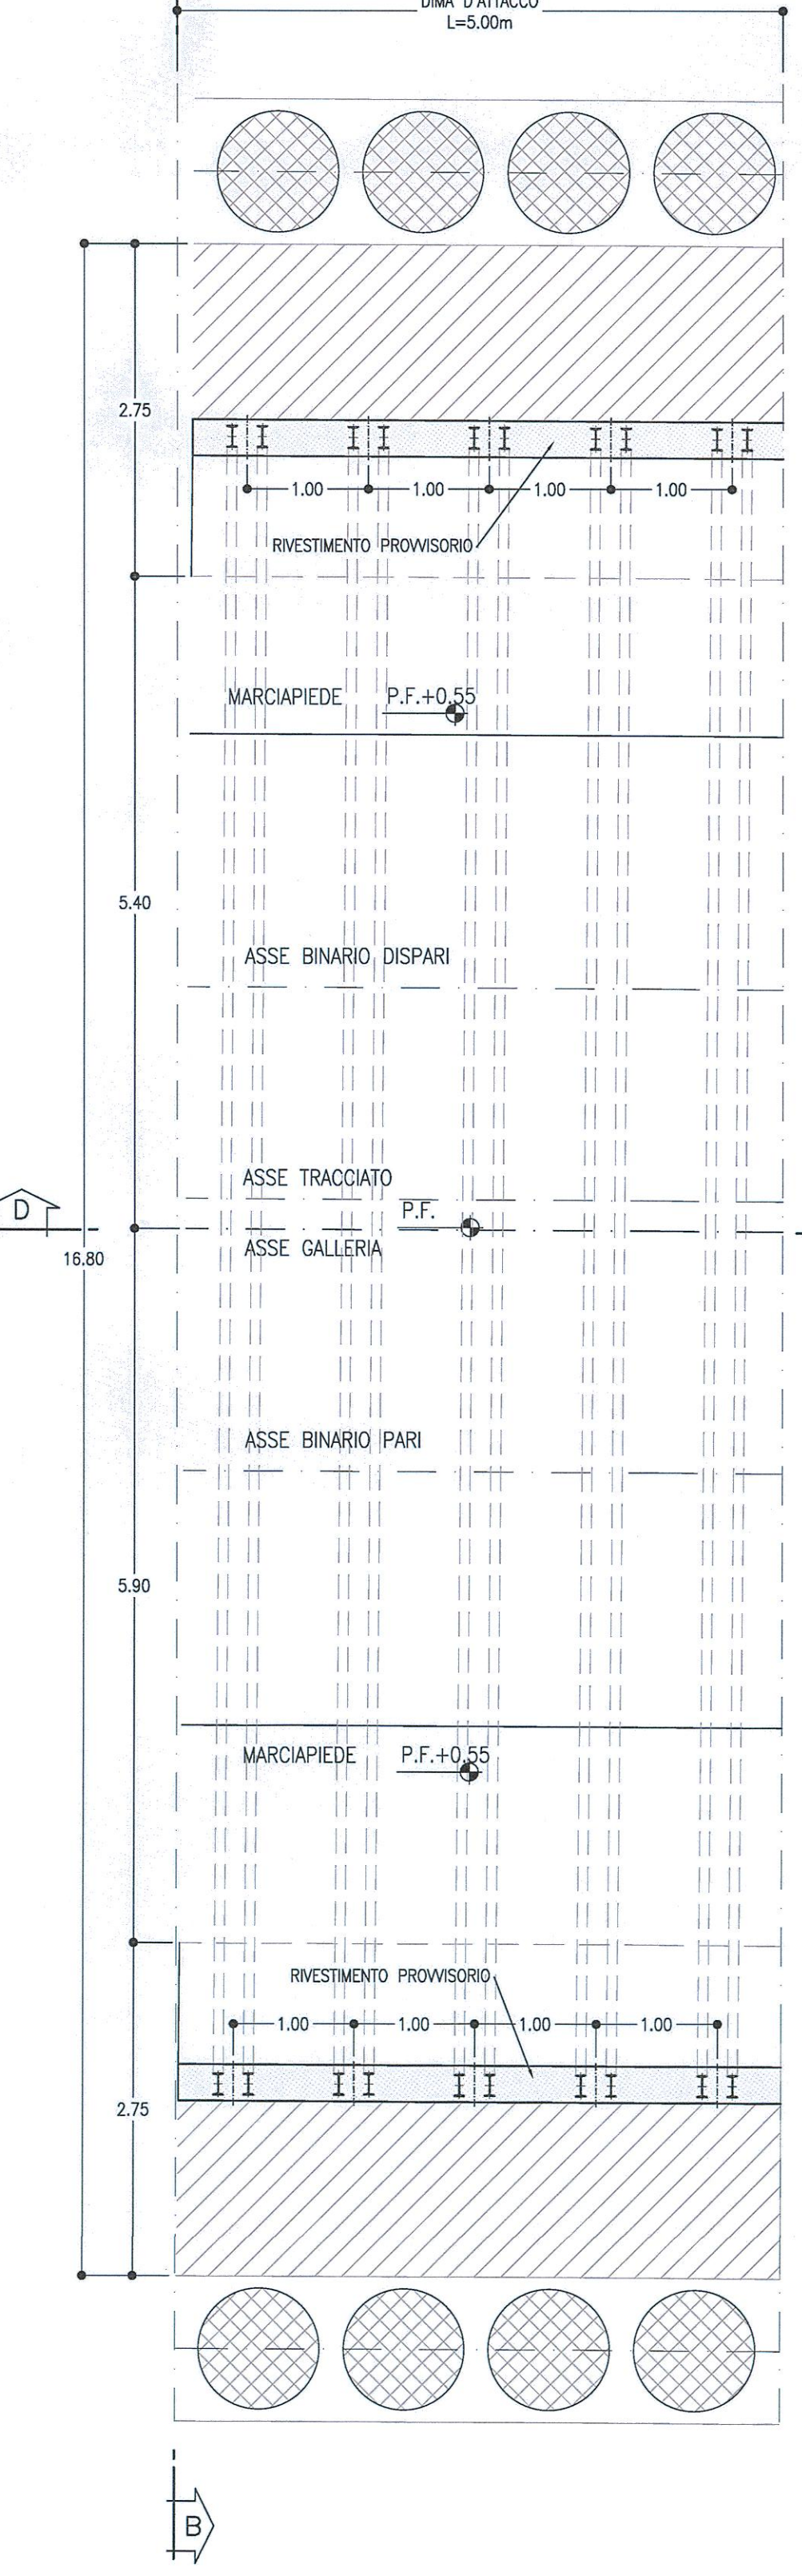 DIMA D'ATTACCO
L=5.00m
2.75
1.00 1.00 1.00 1.00
RIVESTIMENTO PROVVISORIO
MARCIAPIEDE P.F.+0.55
5.40
ASSE BINARIO DISPARI
ASSE TRACCIATO
D
P.F.
ASSE GALLERIA
16.80
ASSE BINARIO PARI
5.90
MARCIAPIEDE P.F.+0.55
RIVESTIMENTO PROVVISORIO
1.00 1.00 1.00 1.00
2.75
B